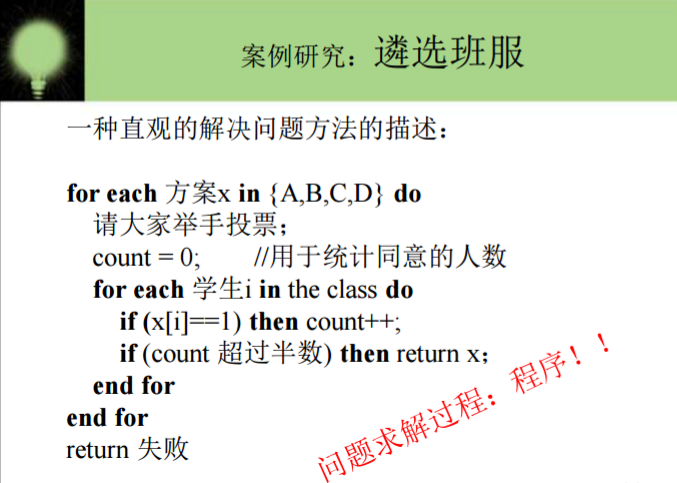 案例研究：遴选班服
一种直观的解决问题方法的描述：
for each 方案x in {A,B,C,D} do
请大家举手投票；
count = 0; //用于统计同意的人数
for each 学生i in the class do
if (x[i]==1) then count++;
if (count 超过半数) then return x；
end for
end for
return 失败
问题求解过程：程序！！